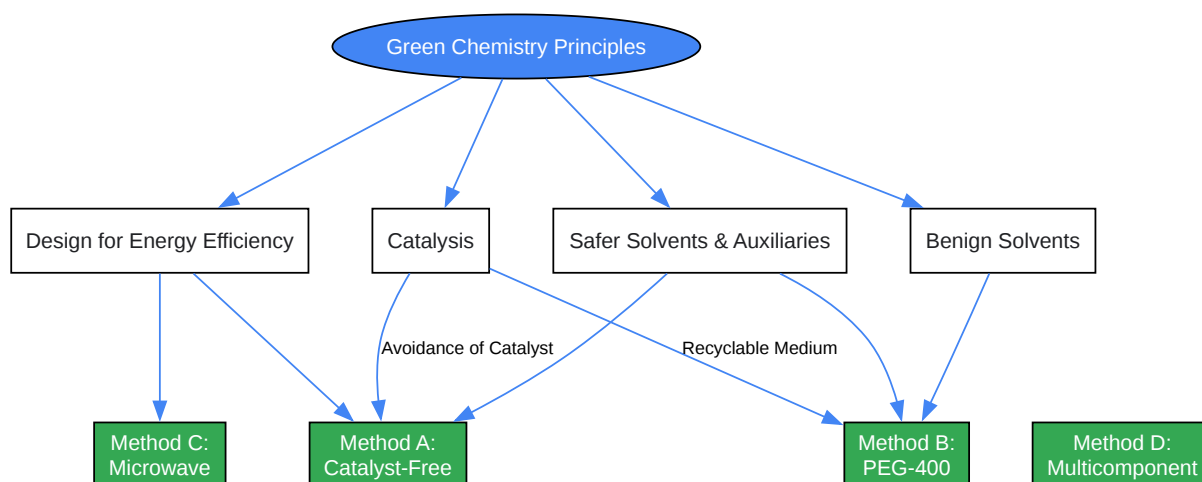 Green Chemistry Principles
Design for Energy Efficiency
Catalysis
Safer Solvents & Auxiliaries
Benign Solvents
Avoidance of Catalyst
Recyclable Medium
Method C:
Microwave
Method A:
Catalyst-Free
Method B:
PEG-400
Method D:
Multicomponent